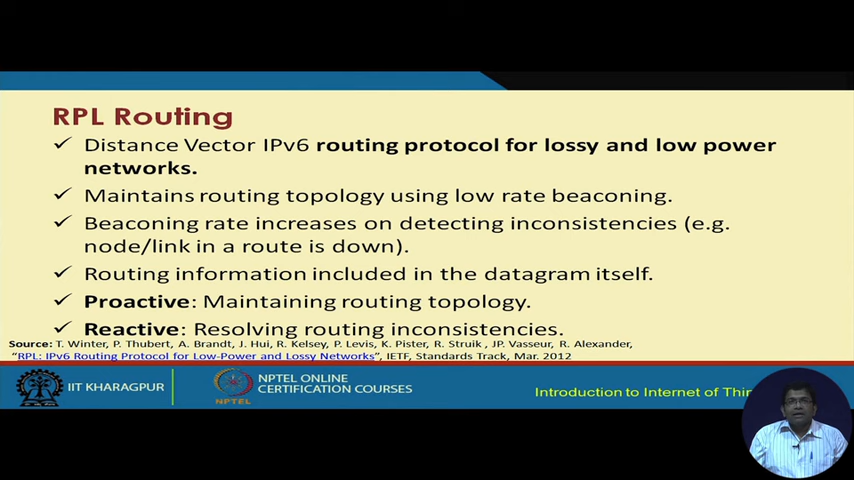 RPL Routing
✓ Distance Vector IPv6 routing protocol for lossy and low power
networks.
✓ Maintains routing topology using low rate beaconing.
✓ Beaconing rate increases on detecting inconsistencies (e.g.
node/link in a route is down).
✓ Routing information included in the datagram itself.
✓ Proactive: Maintaining routing topology.
✓ Reactive: Resolving routing inconsistencies.
Source: T. Winter, P. Thubert, A. Brandt, J. Hui, R. Kelsey, P. Levis, K. Pister, R. Struik , JP. Vasseur, R. Alexander,
"RPL: IPv6 Routing Protocol for Low-Power and Lossy Networks", IETF, Standards Track, Mar. 2012
IIT KHARAGPUR
NPTEL
NPTEL ONLINE
CERTIFICATION COURSES
Introduction to Internet of Thin